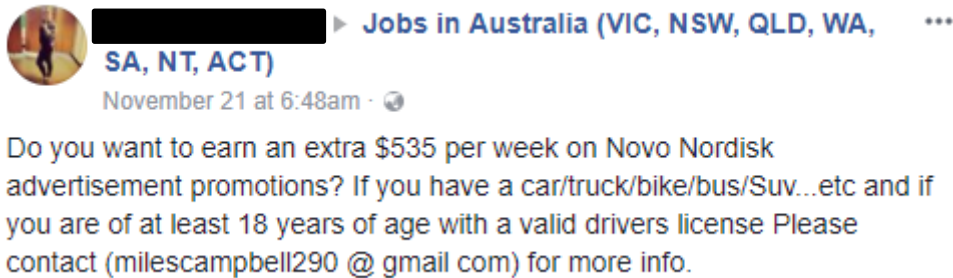 Jobs in Australia (VIC, NSW, QLD, WA,
SA, NT, ACT)
November 21 at 6:48am ·
Do you want to earn an extra $535 per week on Novo Nordisk
advertisement promotions? If you have a car/truck/bike/bus/Suv...etc and if
you are of at least 18 years of age with a valid drivers license Please
contact (milescampbell290 @ gmail com) for more info.